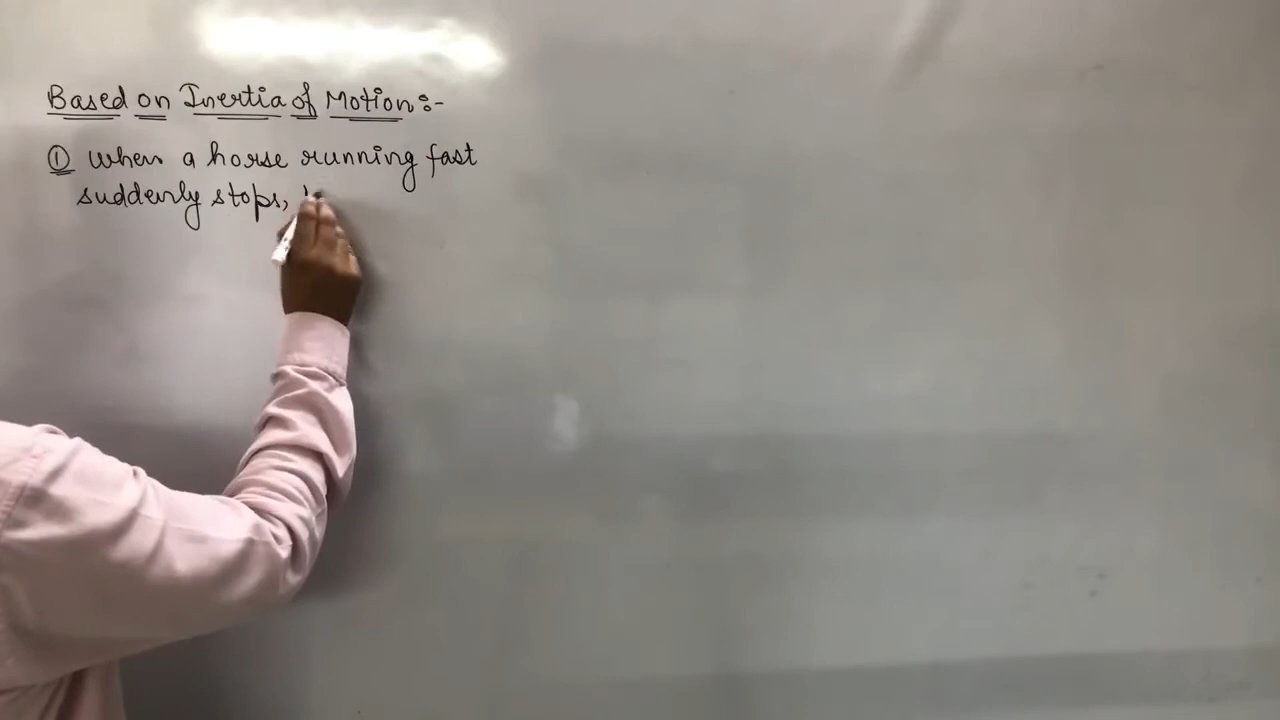 Based on Inertia of Motion :-
① When a horse running fast
suddenly stops,